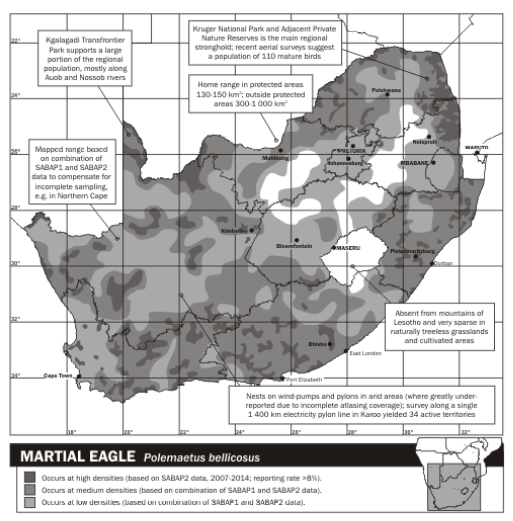 Kgalagadi Transfrontier
Park supports a large
portion of the regional
population, mostly along
Auob and Nossob rivers
Kruger National Park and Adjacent Private
Nature Reserves is the main regional
stronghold; recent aerial surveys suggest
a population of 110 mature birds
22°
Home range in protected areas
130-150 km²; outside protected
areas 300-1 000 km²
24°
Polokwane
Mapped range based
on combination of
SABAP1 and SABAP2
data to compensate for
incomplete sampling,
e.g. in Northern Cape
26°
Mahikeng
PRETORIA
Johannesburg
Nelspruit
MBABANE
MAPUTO
28°
Kimberley
Bloemfontein
MASERU
Pietermaritzburg
Durban
30°
Absent from mountains of
Lesotho and very sparse in
naturally treeless grasslands
and cultivated areas
32°
Bhisho
East London
34°
Cape Town
Port Elizabeth
Nests on wind-pumps and pylons in arid areas (where greatly under-
reported due to incomplete atlasing coverage); survey along a single
1 400 km electricity pylon line in Karoo yielded 34 active territories
18° 20° 22° 24° 26° 28° 30° 32°
MARTIAL EAGLE Polemaetus bellicosus
Occurs at high densities (based on SABAP2 data, 2007-2014; reporting rate >8%).
Occurs at medium densities (based on combination of SABAP1 and SABAP2 data).
Occurs at low densities (based on combination of SABAP1 and SABAP2 data).